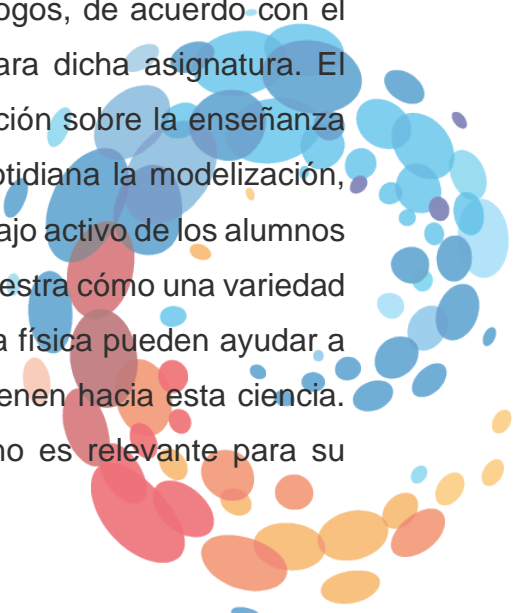 ogos, de acuerdo con el
ara dicha asignatura. El
ción sobre la enseñanza
otidiana la modelización,
ajo activo de los alumnos
estra cómo una variedad
a física pueden ayudar a
enen hacia esta ciencia.
no es relevante para su